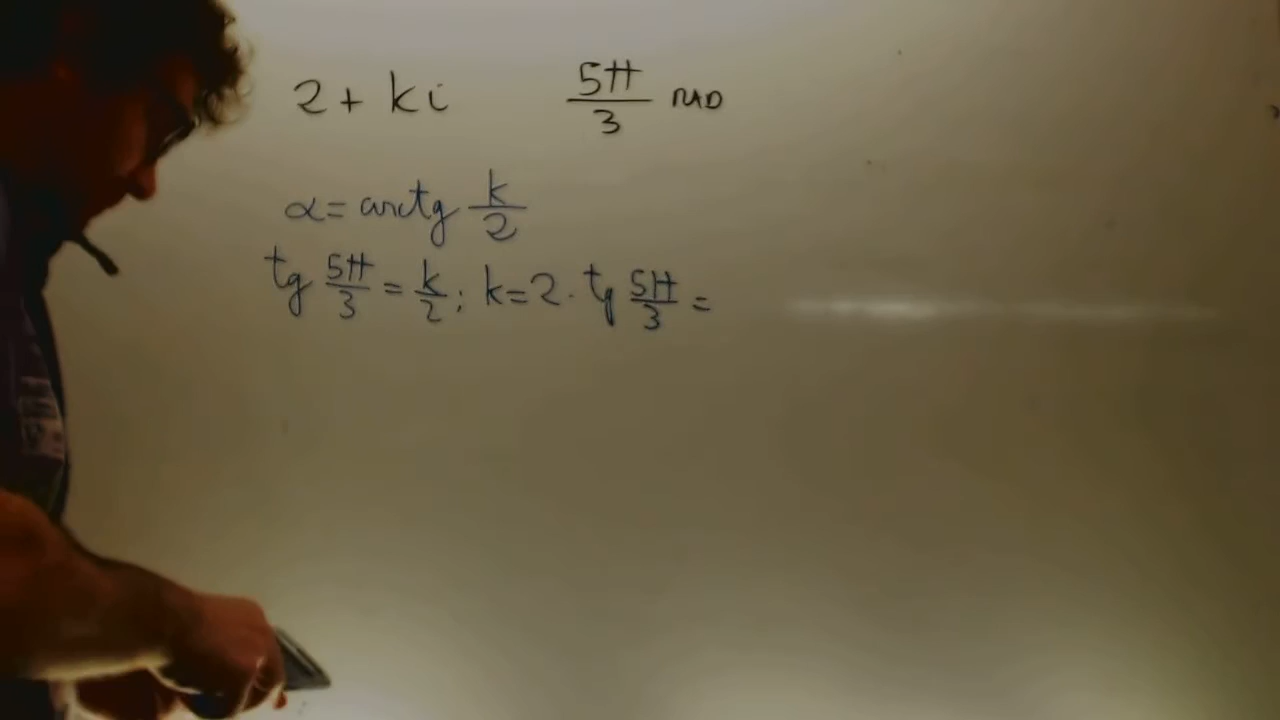 2 + ki 5π/3 RAD
α = arctg k/2
tg 5π/3 = k/2 ; k = 2 · tg 5π/3 =